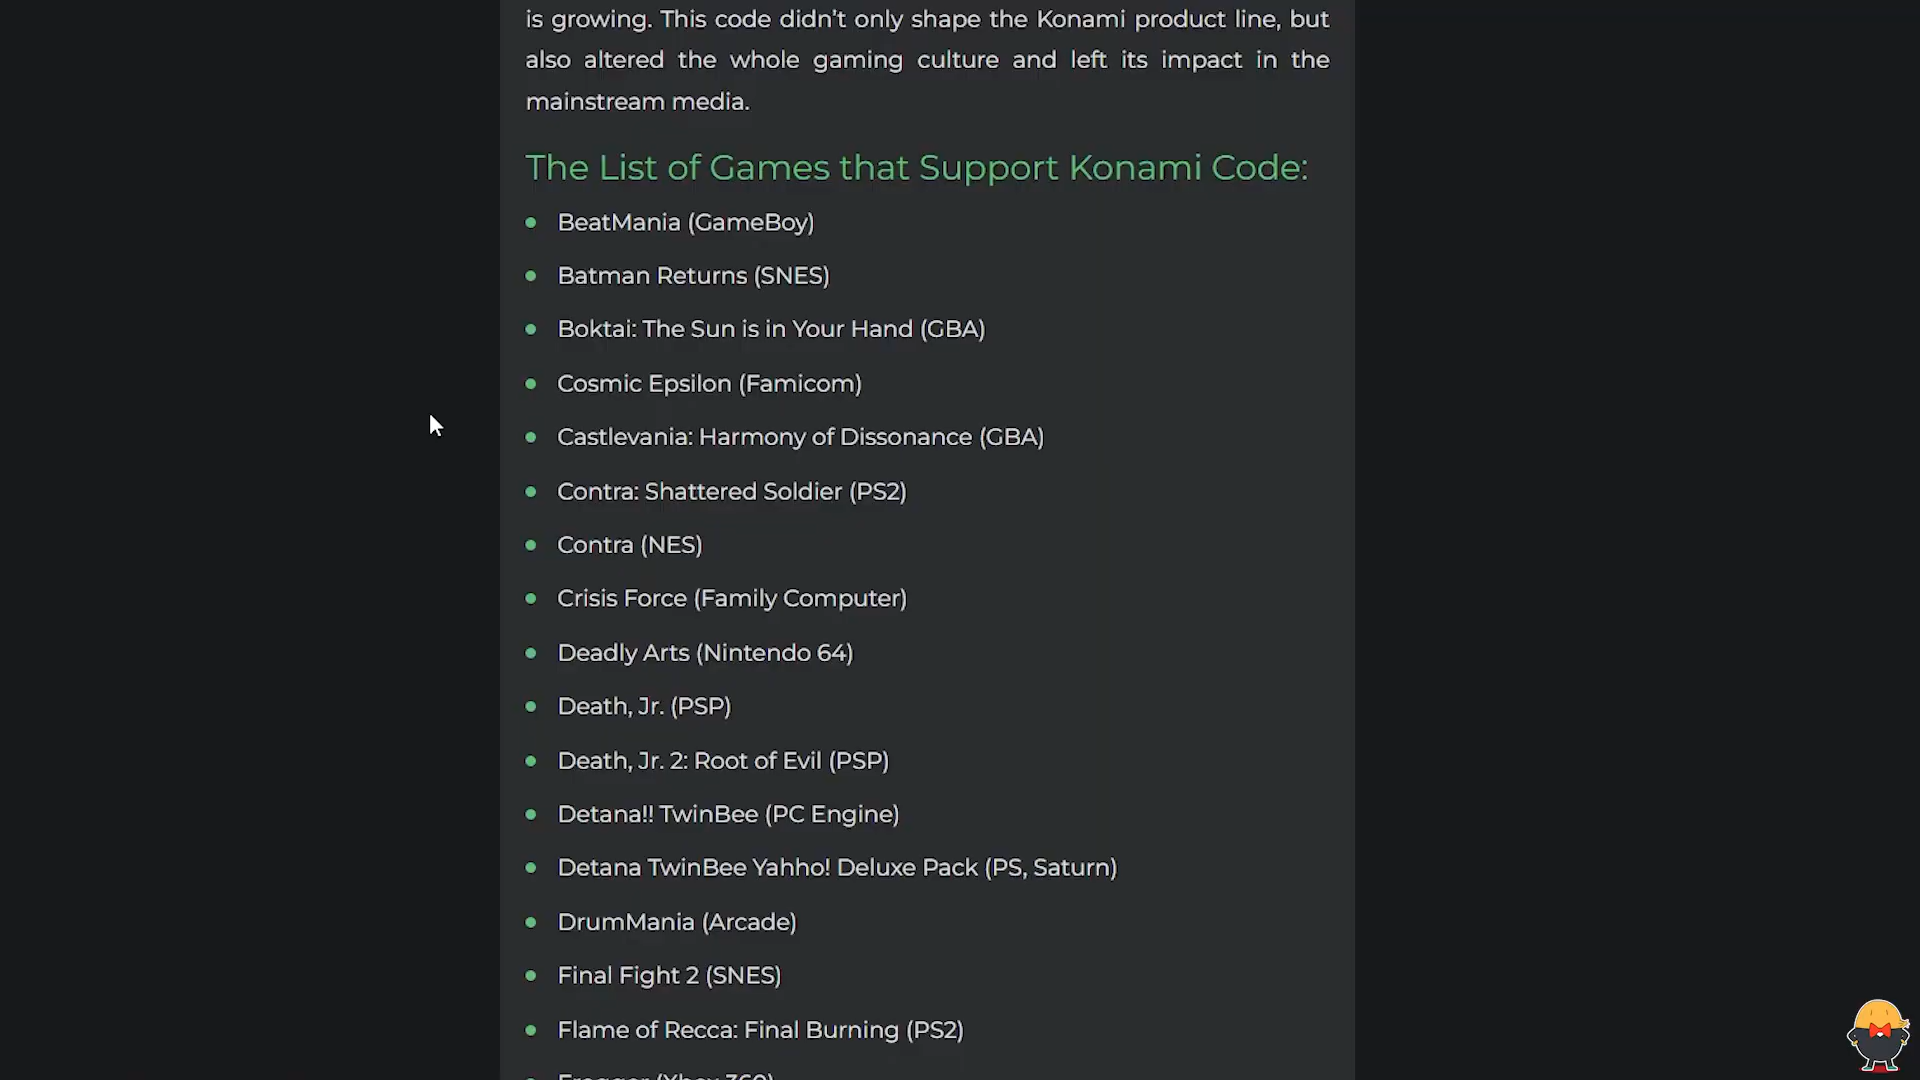 is growing. This code didn’t only shape the Konami product line, but
also altered the whole gaming culture and left its impact in the
mainstream media.
The List of Games that Support Konami Code:
BeatMania (GameBoy)
Batman Returns (SNES)
Boktai: The Sun is in Your Hand (GBA)
Cosmic Epsilon (Famicom)
Castlevania: Harmony of Dissonance (GBA)
Contra: Shattered Soldier (PS2)
Contra (NES)
Crisis Force (Family Computer)
Deadly Arts (Nintendo 64)
Death, Jr. (PSP)
Death, Jr. 2: Root of Evil (PSP)
Detana!! TwinBee (PC Engine)
Detana TwinBee Yahho! Deluxe Pack (PS, Saturn)
DrumMania (Arcade)
Final Fight 2 (SNES)
Flame of Recca: Final Burning (PS2)
Frogger (Xbox 360)